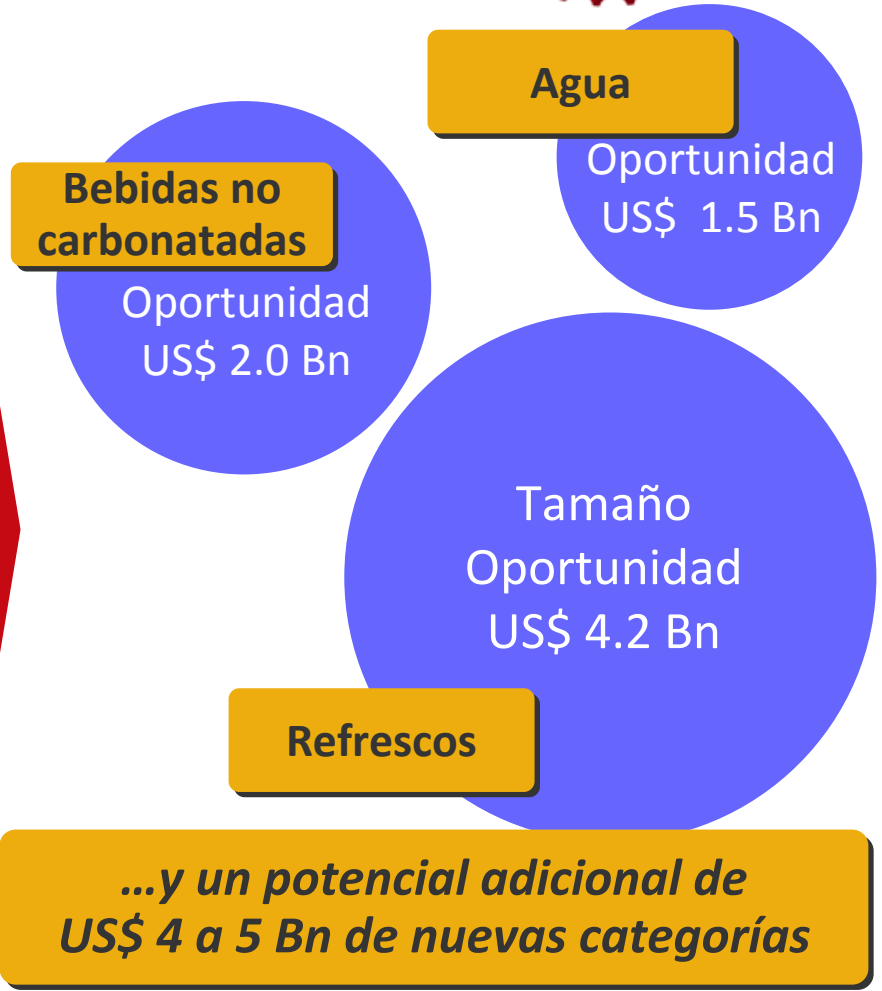 Agua
Oportunidad
US$ 1.5 Bn
Bebidas no
carbonatadas
Oportunidad
US$ 2.0 Bn
Tamaño
Oportunidad
US$ 4.2 Bn
Refrescos
...y un potencial adicional de
US$ 4 a 5 Bn de nuevas categorías